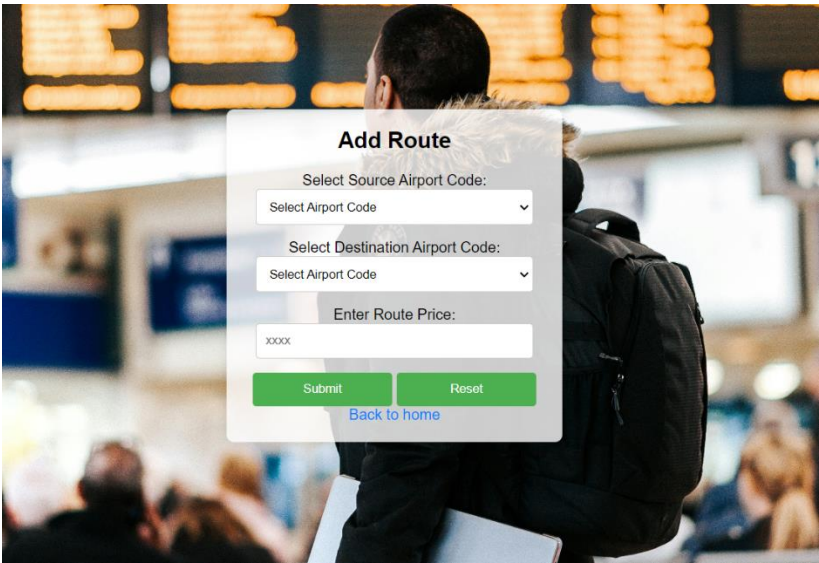 Add Route
Select Source Airport Code:
Select Airport Code
Select Destination Airport Code:
Select Airport Code
Enter Route Price:
xxxx
Submit
Reset
Back to home